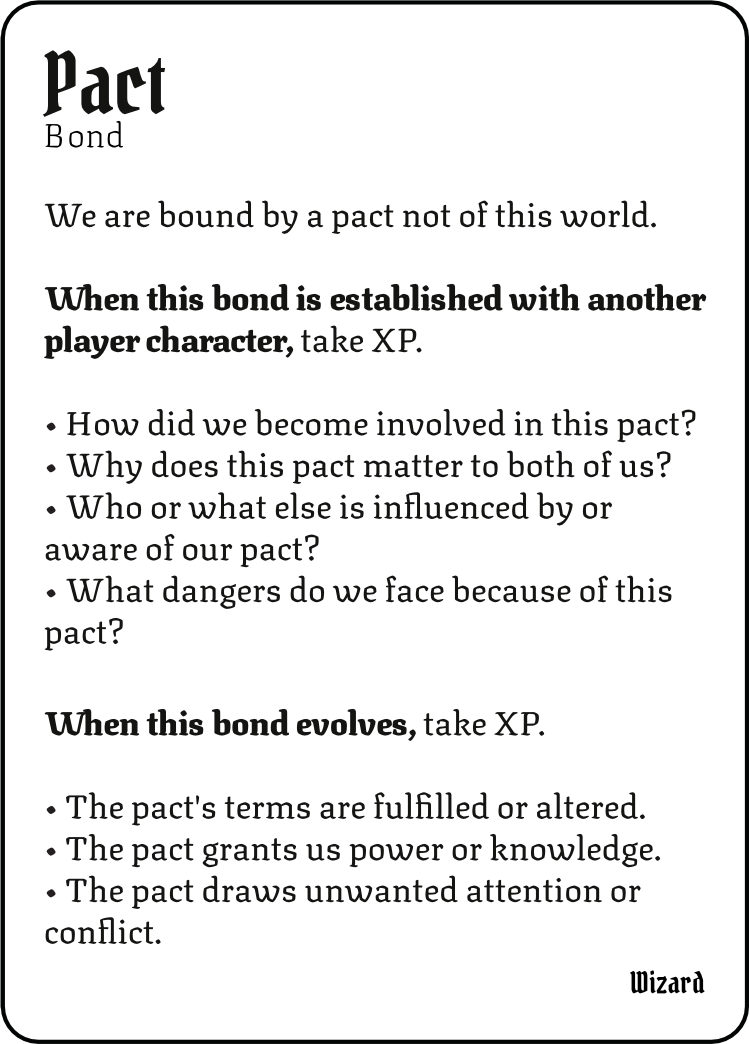 Pact
Bond
We are bound by a pact not of this world.
When this bond is established with another
player character, take XP.
• How did we become involved in this pact?
• Why does this pact matter to both of us?
• Who or what else is influenced by or
aware of our pact?
• What dangers do we face because of this
pact?
When this bond evolves, take XP.
• The pact's terms are fulfilled or altered.
• The pact grants us power or knowledge.
• The pact draws unwanted attention or
conflict.
Wizard